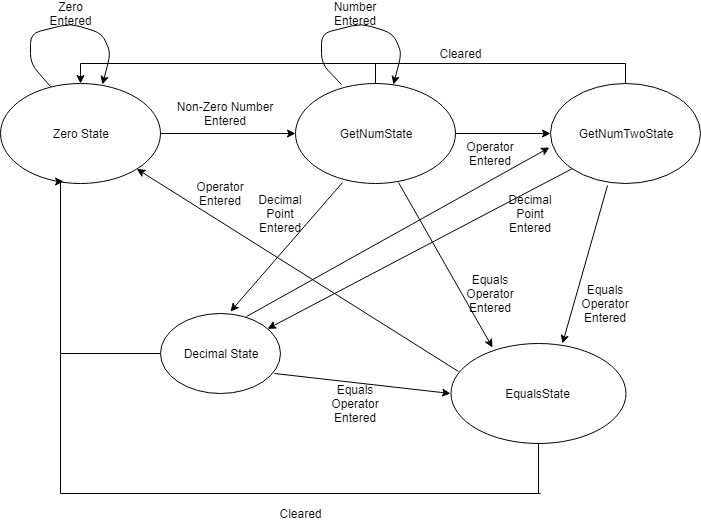 Zero
Entered
Number
Entered
Cleared
Non-Zero Number
Entered
Zero State
GetNumState
GetNumTwoState
Operator
Entered
Operator
Entered
Decimal
Point
Entered
Decimal
Point
Entered
Equals
Operator
Entered
Equals
Operator
Entered
Decimal State
Equals
Operator
Entered
EqualsState
Cleared